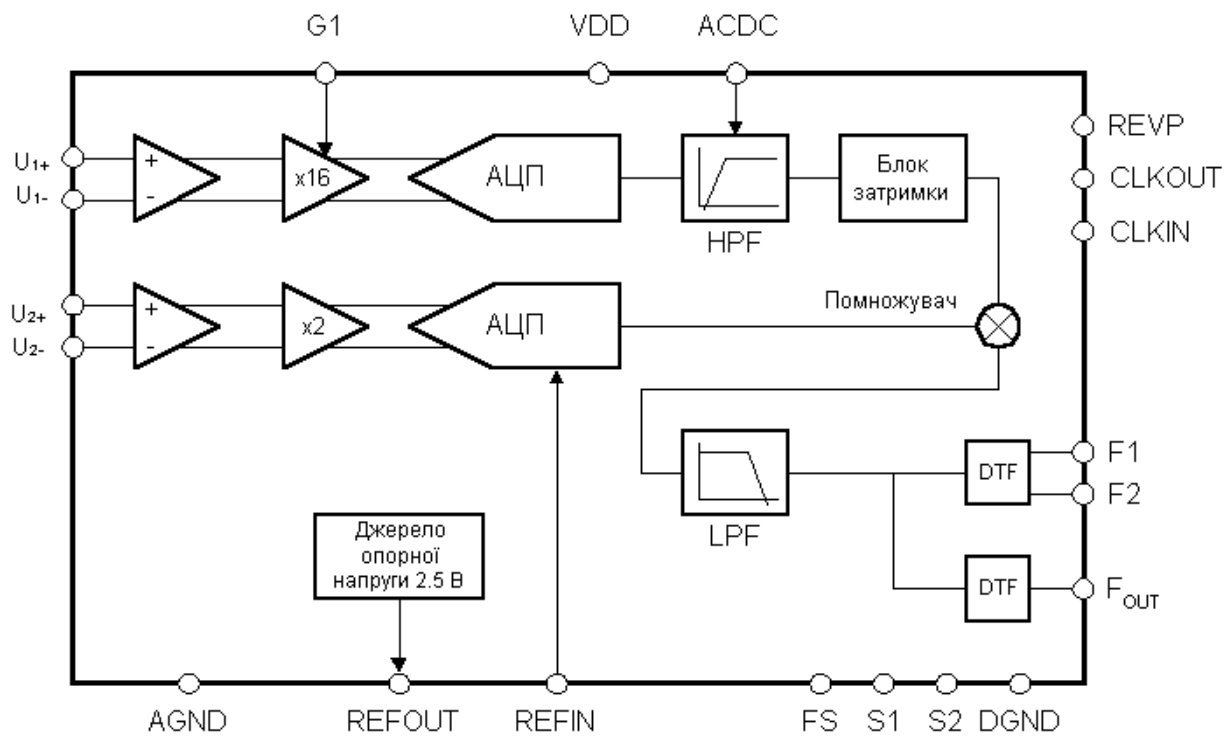 G1
VDD
ACDC
REVP
CLKOUT
CLKIN
U1+
U1-
+
-
x16
АЦП
HPF
Блок
затримки
U2+
U2-
+
-
x2
АЦП
Помножувач
LPF
DTF
F1
F2
DTF
FOUT
Джерело
опорної
напруги 2.5 В
AGND
REFOUT
REFIN
FS
S1
S2
DGND